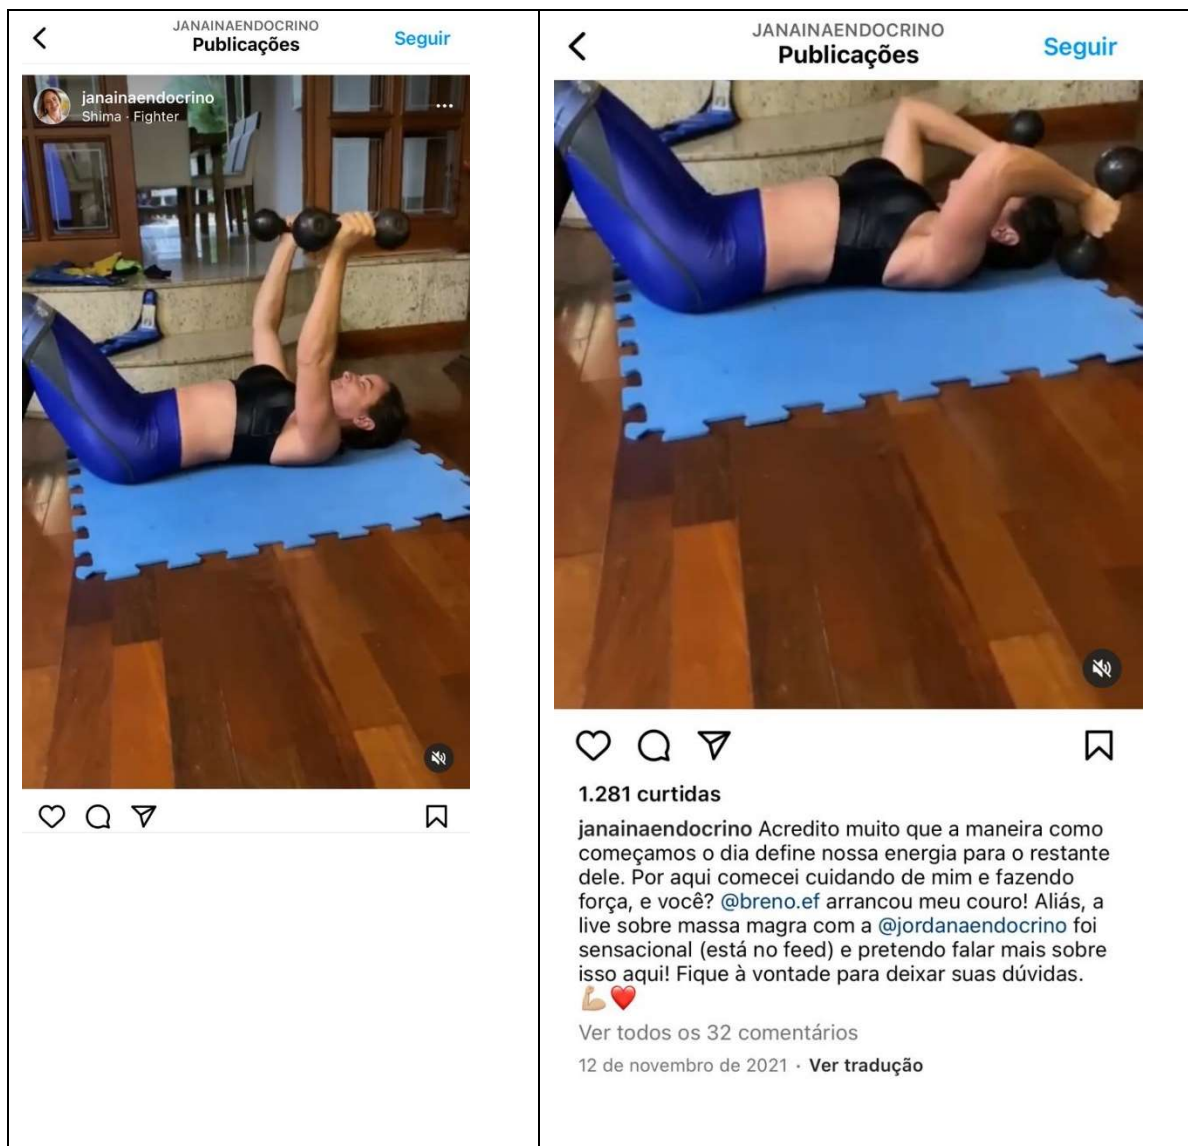 JANAINAENDOCRINO
Publicações
Seguir
janainaendocrino
Shima · Fighter
JANAINAENDOCRINO
Publicações
Seguir
1.281 curtidas
janainaendocrino Acredito muito que a maneira como
começamos o dia define nossa energia para o restante
dele. Por aqui comecei cuidando de mim e fazendo
força, e você? @breno.ef arrancou meu couro! Aliás, a
live sobre massa magra com a @jordanaendocrino foi
sensacional (está no feed) e pretendo falar mais sobre
isso aqui! Fique à vontade para deixar suas dúvidas.
💪🏼❤️
Ver todos os 32 comentários
12 de novembro de 2021 · Ver tradução